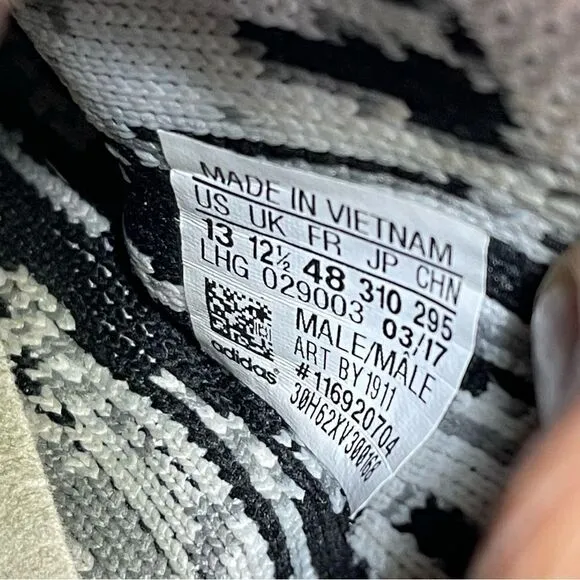 MADE IN VIETNAM
US UK FR JP CHN
13 12½ 48 310 295
LHG 029003 03/17
MALE/MALE
ART BY1911
#116920704
30H62XV300168
adidas®